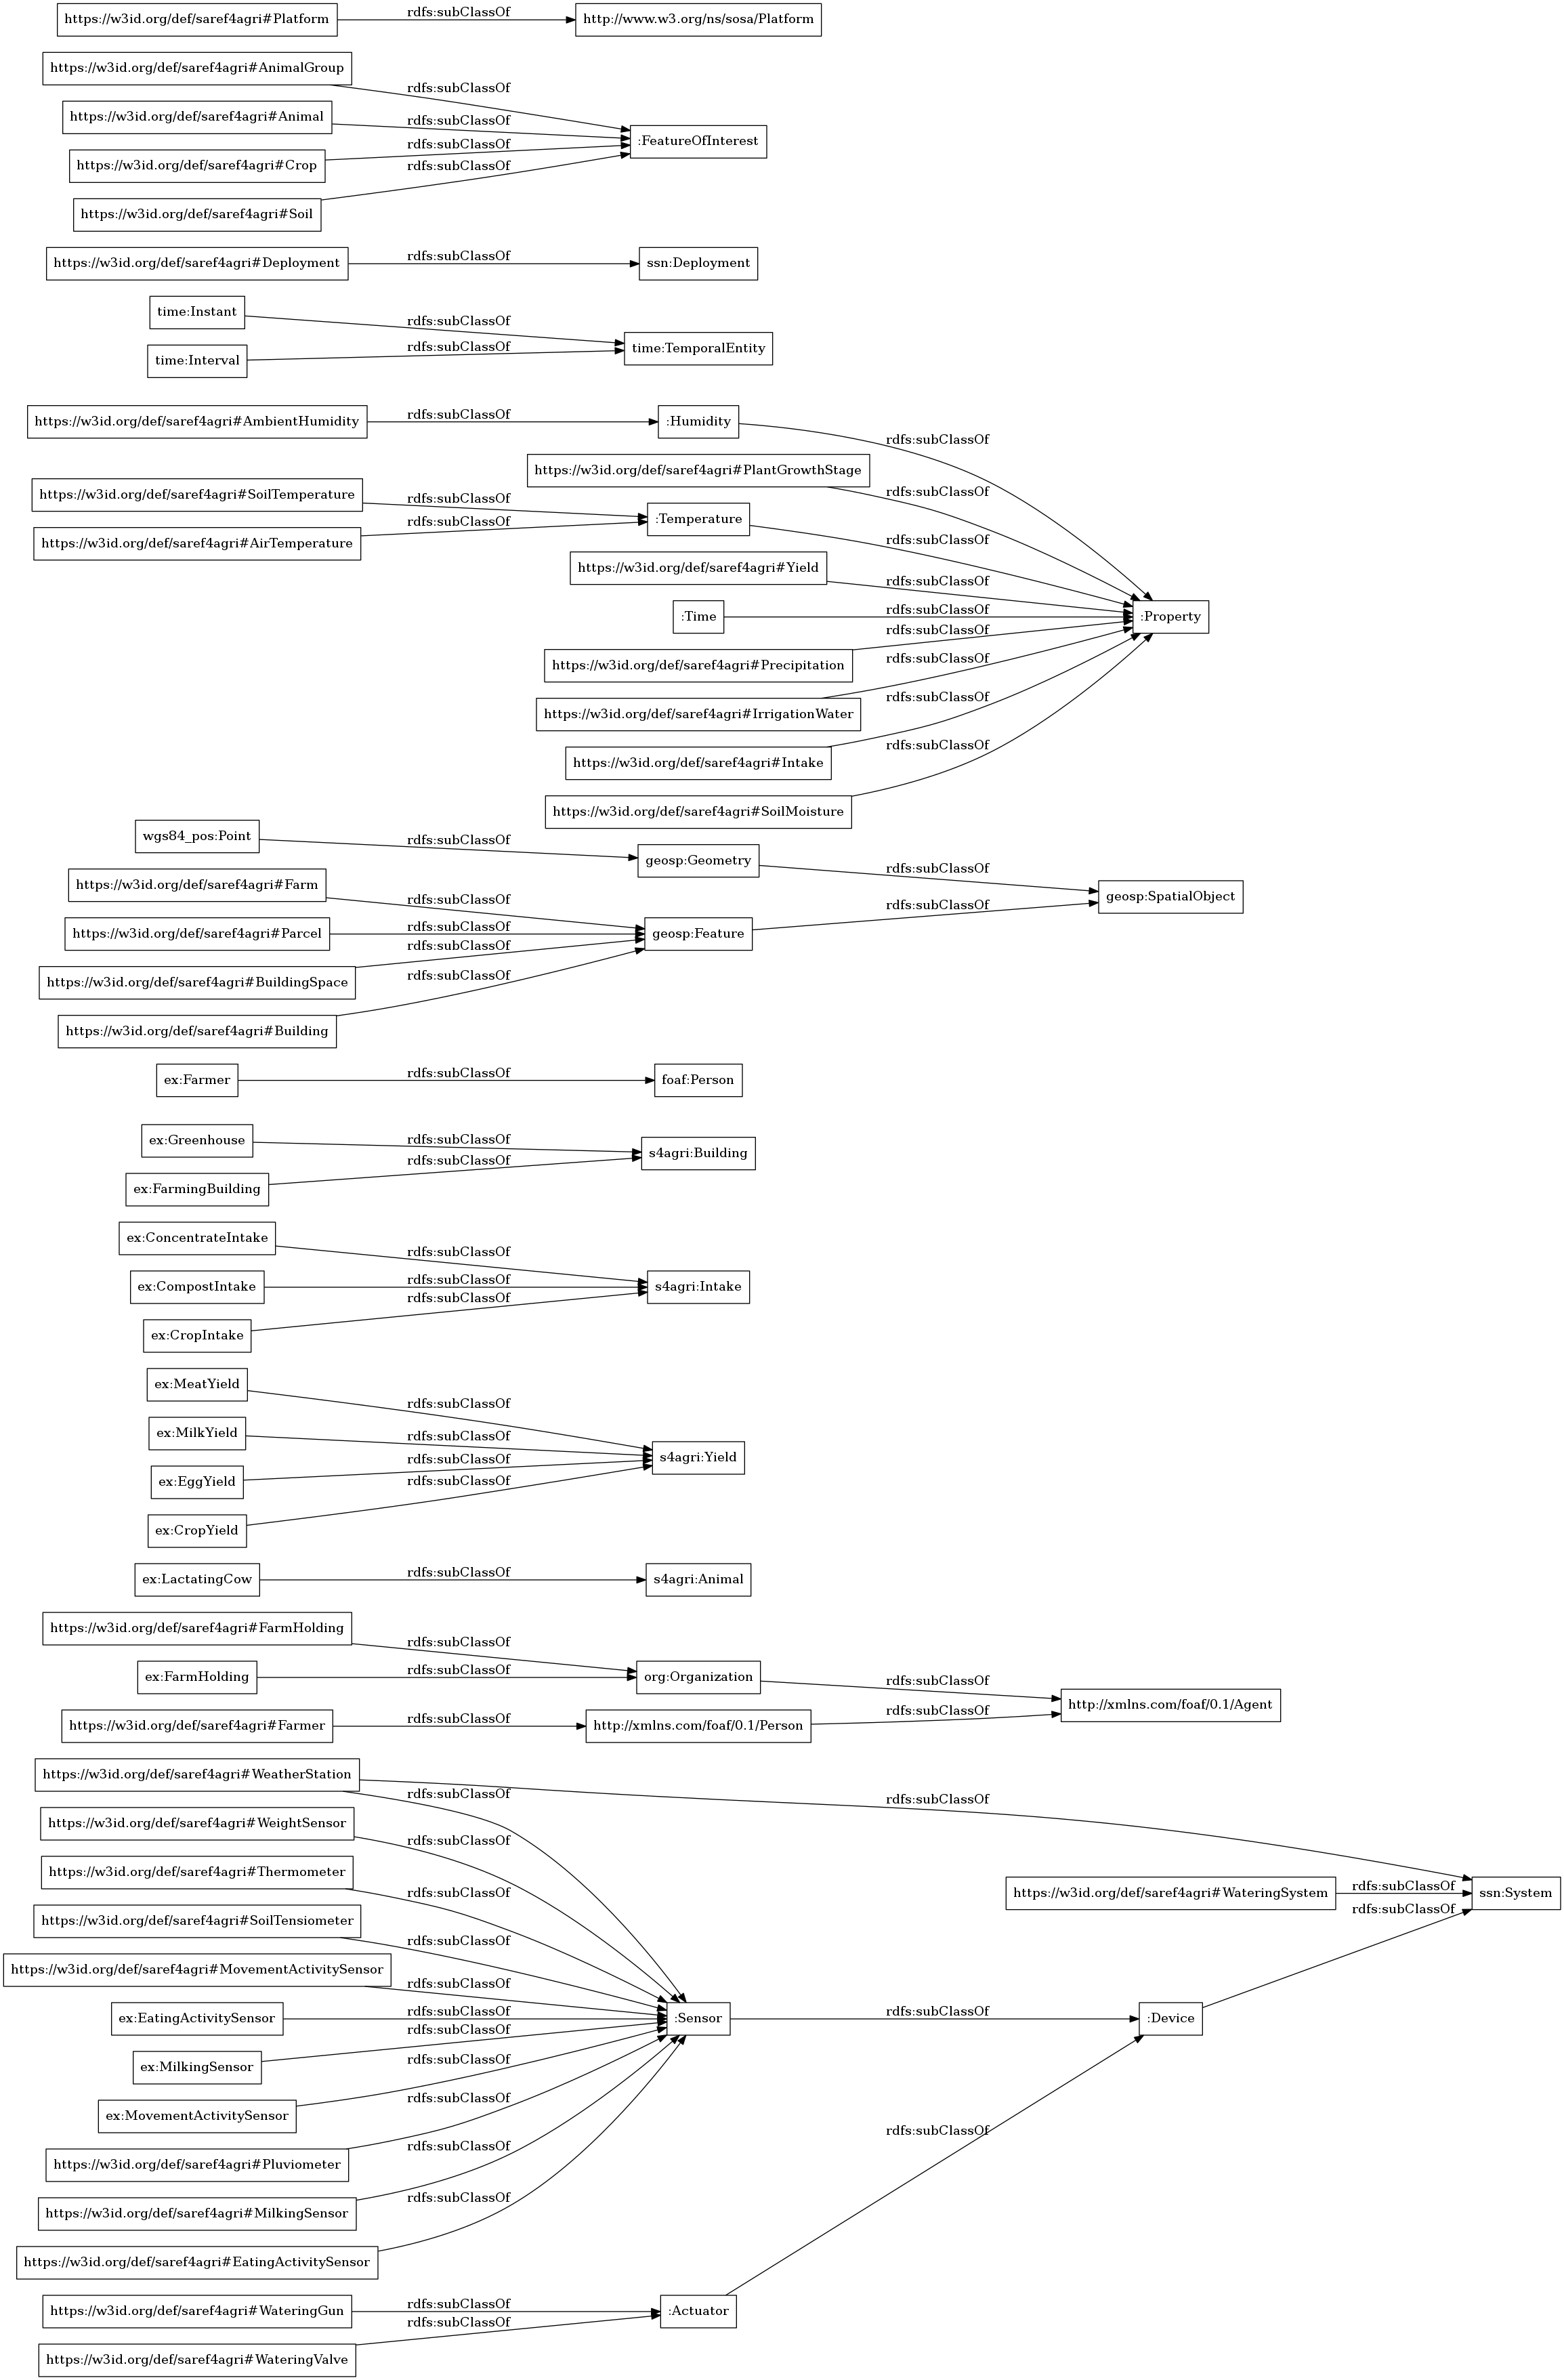 https://w3id.org/def/saref4agri#Platform
rdfs:subClassOf
http://www.w3.org/ns/sosa/Platform
https://w3id.org/def/saref4agri#AnimalGroup
rdfs:subClassOf
https://w3id.org/def/saref4agri#Animal
rdfs:subClassOf
:FeatureOfInterest
https://w3id.org/def/saref4agri#Crop
rdfs:subClassOf
https://w3id.org/def/saref4agri#Soil
rdfs:subClassOf
https://w3id.org/def/saref4agri#Deployment
rdfs:subClassOf
ssn:Deployment
time:Instant
rdfs:subClassOf
time:Interval
rdfs:subClassOf
time:TemporalEntity
https://w3id.org/def/saref4agri#AmbientHumidity
rdfs:subClassOf
:Humidity
rdfs:subClassOf
https://w3id.org/def/saref4agri#PlantGrowthStage
rdfs:subClassOf
https://w3id.org/def/saref4agri#SoilTemperature
rdfs:subClassOf
https://w3id.org/def/saref4agri#AirTemperature
rdfs:subClassOf
:Temperature
rdfs:subClassOf
https://w3id.org/def/saref4agri#Yield
rdfs:subClassOf
:Time
rdfs:subClassOf
:Property
https://w3id.org/def/saref4agri#Precipitation
rdfs:subClassOf
https://w3id.org/def/saref4agri#IrrigationWater
rdfs:subClassOf
https://w3id.org/def/saref4agri#Intake
rdfs:subClassOf
https://w3id.org/def/saref4agri#SoilMoisture
rdfs:subClassOf
wgs84_pos:Point
rdfs:subClassOf
geosp:Geometry
rdfs:subClassOf
geosp:SpatialObject
https://w3id.org/def/saref4agri#Farm
rdfs:subClassOf
https://w3id.org/def/saref4agri#Parcel
rdfs:subClassOf
geosp:Feature
rdfs:subClassOf
https://w3id.org/def/saref4agri#BuildingSpace
rdfs:subClassOf
https://w3id.org/def/saref4agri#Building
rdfs:subClassOf
ex:Farmer
rdfs:subClassOf
foaf:Person
ex:Greenhouse
rdfs:subClassOf
s4agri:Building
ex:FarmingBuilding
rdfs:subClassOf
ex:ConcentrateIntake
rdfs:subClassOf
ex:CompostIntake
rdfs:subClassOf
s4agri:Intake
ex:CropIntake
rdfs:subClassOf
ex:MeatYield
rdfs:subClassOf
ex:MilkYield
rdfs:subClassOf
s4agri:Yield
ex:EggYield
rdfs:subClassOf
ex:CropYield
rdfs:subClassOf
ex:LactatingCow
rdfs:subClassOf
s4agri:Animal
https://w3id.org/def/saref4agri#FarmHolding
rdfs:subClassOf
ex:FarmHolding
rdfs:subClassOf
org:Organization
rdfs:subClassOf
http://xmlns.com/foaf/0.1/Agent
https://w3id.org/def/saref4agri#Farmer
rdfs:subClassOf
http://xmlns.com/foaf/0.1/Person
rdfs:subClassOf
https://w3id.org/def/saref4agri#WeatherStation
rdfs:subClassOf
rdfs:subClassOf
https://w3id.org/def/saref4agri#WeightSensor
rdfs:subClassOf
https://w3id.org/def/saref4agri#Thermometer
rdfs:subClassOf
https://w3id.org/def/saref4agri#WateringSystem
rdfs:subClassOf
ssn:System
https://w3id.org/def/saref4agri#SoilTensiometer
rdfs:subClassOf
rdfs:subClassOf
https://w3id.org/def/saref4agri#MovementActivitySensor
rdfs:subClassOf
ex:EatingActivitySensor
rdfs:subClassOf
:Sensor
rdfs:subClassOf
:Device
ex:MilkingSensor
rdfs:subClassOf
ex:MovementActivitySensor
rdfs:subClassOf
https://w3id.org/def/saref4agri#Pluviometer
rdfs:subClassOf
https://w3id.org/def/saref4agri#MilkingSensor
rdfs:subClassOf
https://w3id.org/def/saref4agri#EatingActivitySensor
rdfs:subClassOf
https://w3id.org/def/saref4agri#WateringGun
rdfs:subClassOf
:Actuator
rdfs:subClassOf
https://w3id.org/def/saref4agri#WateringValve
rdfs:subClassOf